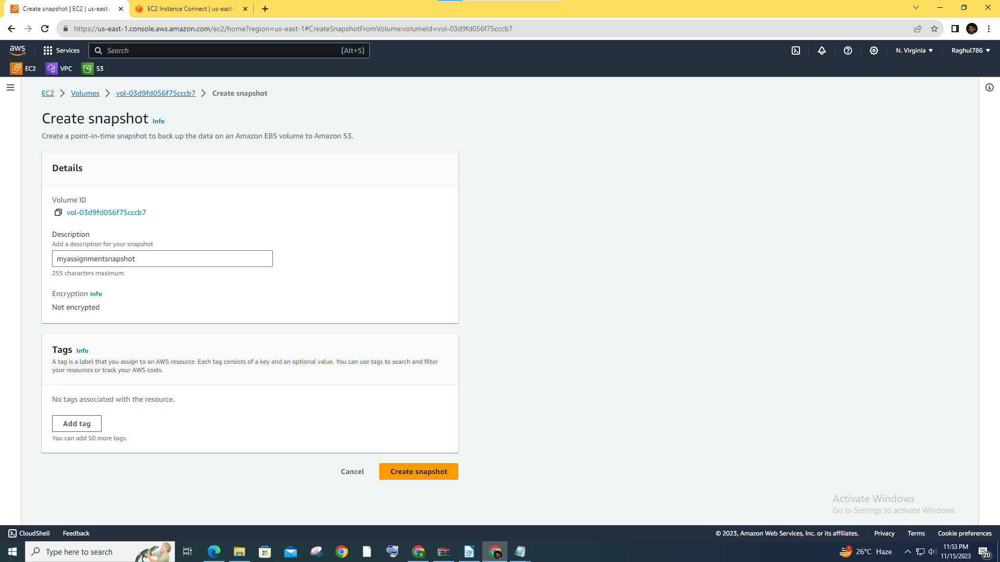 Create snapshot | EC2 | us-east-
EC2 Instance Connect | us-east-1
https://us-east-1.console.aws.amazon.com/ec2/home?region=us-east-1#CreateSnapshotFromVolume:volumeId=vol-03d9fd056f75cccb7
aws
Services
Search
[Alt+S]
N. Virginia
Raghul786
EC2
VPC
S3
EC2 > Volumes > vol-03d9fd056f75cccb7 > Create snapshot
Create snapshot Info
Create a point-in-time snapshot to back up the data on an Amazon EBS volume to Amazon S3.
Details
Volume ID
vol-03d9fd056f75cccb7
Description
Add a description for your snapshot
myassignmentsnapshot
255 characters maximum.
Encryption Info
Not encrypted
Tags Info
A tag is a label that you assign to an AWS resource. Each tag consists of a key and an optional value. You can use tags to search and filter
your resources or track your AWS costs.
No tags associated with the resource.
Add tag
You can add 50 more tags.
Cancel
Create snapshot
Activate Windows
Go to Settings to activate Windows.
CloudShell
Feedback
© 2023, Amazon Web Services, Inc. or its affiliates.
Privacy
Terms
Cookie preferences
Type here to search
R
1
26°C Haze
11:53 PM
11/15/2023
20